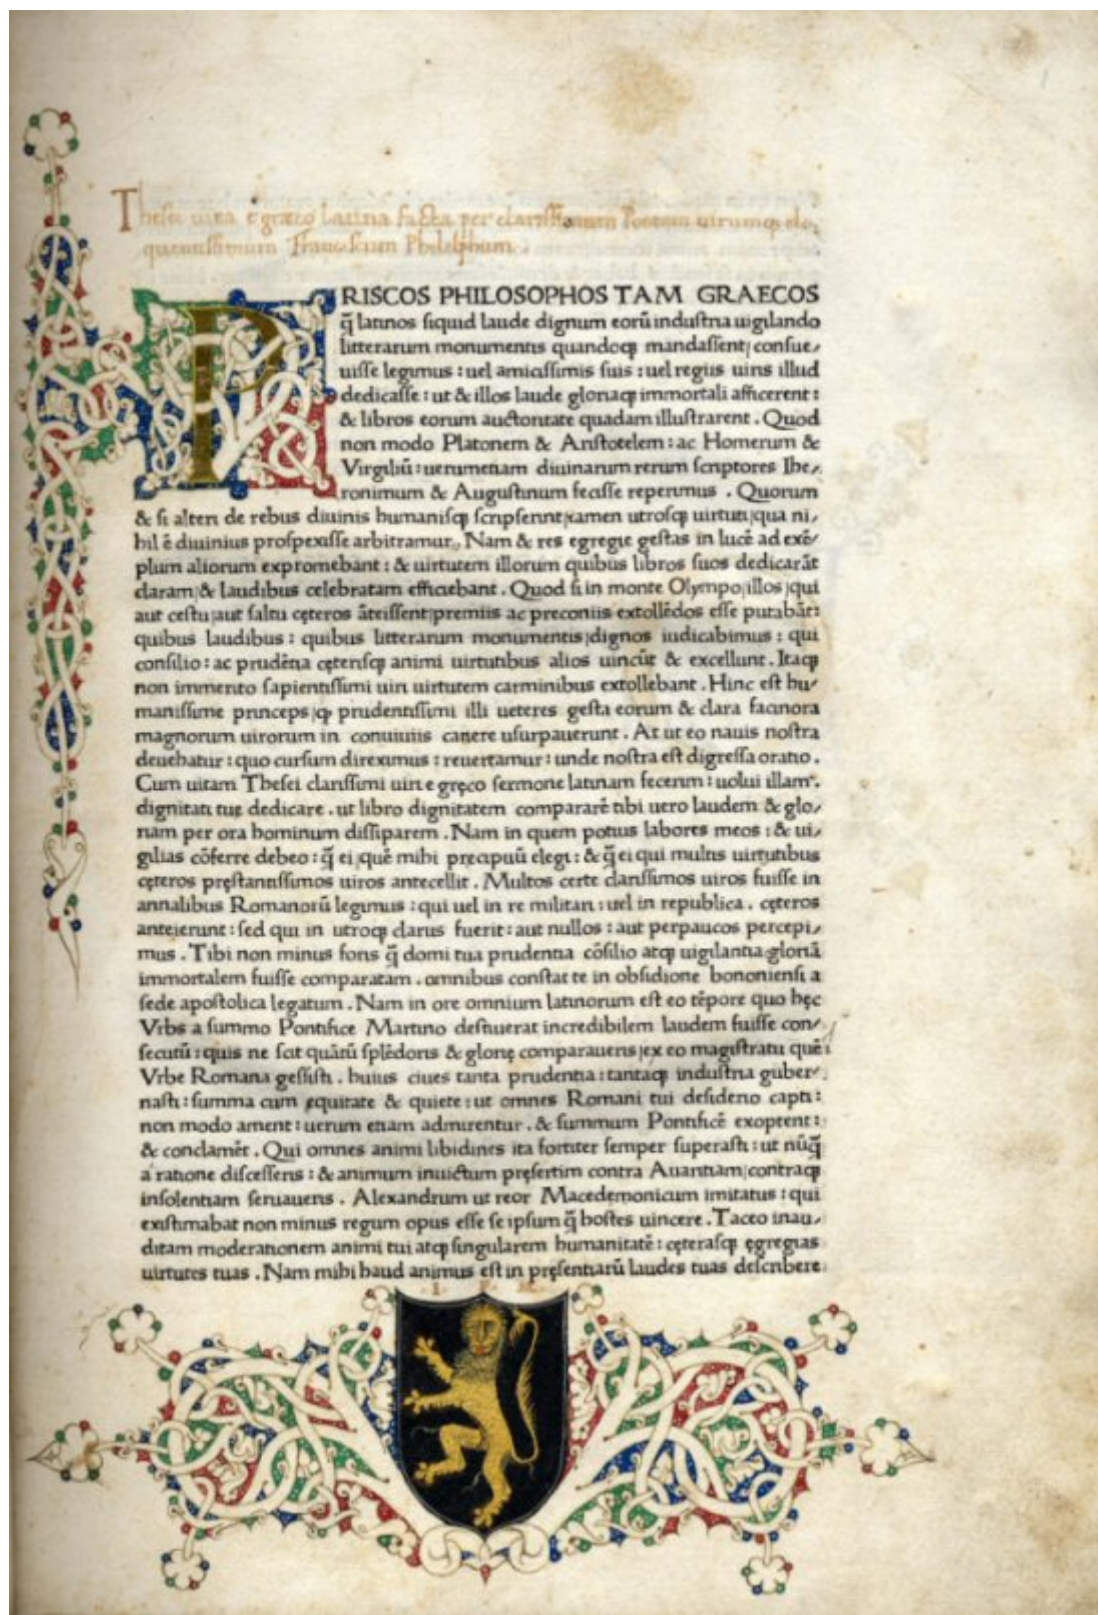 Thesei uita e græco latina facta per clarissimum Poetam uirumq; elo,
quentissimum Franciscum Philelphum.
PRISCOS PHILOSOPHOS TAM GRAECOS
q̃ latinos siquid laude dignum eorũ industria uigilando
litterarum monumentis quandoq; mandassent/ consue,
uisse legimus : uel amicissimis suis : uel regiis uiris illud
dedicasse : ut & illos laude gloriaq; immortali afficerent :
& libros eorum auctoritate quadam illustrarent . Quod
non modo Platonem & Aristotelem : ac Homerum &
Virgiliũ : uerumetiam diuinarum rerum scriptores Ihe,
ronimum & Augustinum fecisse reperimus . Quorum
& si alteri de rebus diuinis humanisq; scripserint/ tamen utrosq; uirtuti/ qua ni,
hil ẽ diuinius prospexisse arbitramur. Nam & res egregie gestas in lucẽ ad exẽ,
plum aliorum expromebant : & uirtutem illorum quibus libros suos dedicarãt
claram/ & laudibus celebratam efficiebant . Quod si in monte Olympo/ illos/ qui
aut cestu/ aut saltu cęteros ãteissent/ premiis ac preconiis extollẽdos esse putabãt :
quibus laudibus : quibus litterarum monumentis/ dignos iudicabimus : qui
consilio : ac prudẽtia cęterisq; animi uirtutibus alios uincũt & excellunt . Itaq;
non immerito sapientissimi uiri uirtutem carminibus extollebant . Hinc est hu,
manissime princeps/ q; prudentissimi illi ueteres gesta eorum & clara facinora
magnorum uirorum in conuiuiis canere usurpauerunt . At ut eo nauis nostra
deuehatur : quo cursum direximus : reuertamur : unde nostra est digressa oratio .
Cum uitam Thesei clarissimi uiri e gręco sermone latinam fecerim : uolui illam .
dignitati tuę dedicare . ut libro dignitatem compararẽ tibi uero laudem & glo,
riam per ora hominum dissiparem . Nam in quem potius labores meos : & ui,
gilias cõferre debeo : q̃ ei/ quẽ mihi precipuũ elegi : & q̃ ei qui multis uirtutibus
cęteros pręstantissimos uiros antecellit . Multos certe clarissimos uiros fuisse in
annalibus Romanorũ legimus : qui uel in re militari : uel in republica . cęteros
anteierunt : sed qui in utroq; clarus fuerit : aut nullos : aut perpaucos percepi,
mus . Tibi non minus foris q̃ domi tua prudentia cõsilio atq; uigilantia gloriã
immortalem fuisse comparatam . omnibus constat te in obsidione bononiensi a
sede apostolica legatum . Nam in ore omnium latinorum est eo tẽpore quo hęc
Vrbs a summo Pontifice Martino desciuerat incredibilem laudem fuisse con,
secutũ : quis ne scit quãtũ splẽdoris & glorię comparaueris/ ex eo magistratu quẽ
Vrbe Romana gessisti . huius ciues tanta prudentia : tantaq; industria guber,
nasti : summa cum equitate & quiete : ut omnes Romani tui desiderio capti :
non modo ament : uerum etiam admirentur . & summum Pontificẽ exoptent :
& conclamẽt . Qui omnes animi libidines ita fortiter semper superasti : ut nũq̃
a ratione discesseris : & animum inuictum pręsertim contra Auaritiam/ contraq;
insolentiam seruaueris . Alexandrum ut reor Macedemonicum imitatus : qui
existimabat non minus regum opus esse se ipsum q̃ hostes uincere . Taceo inau,
ditam moderationem animi tui atq; singularem humanitatẽ : cęterasq; ęgregias
uirtutes tuas . Nam mihi haud animus est in pręsentiarũ laudes tuas describere